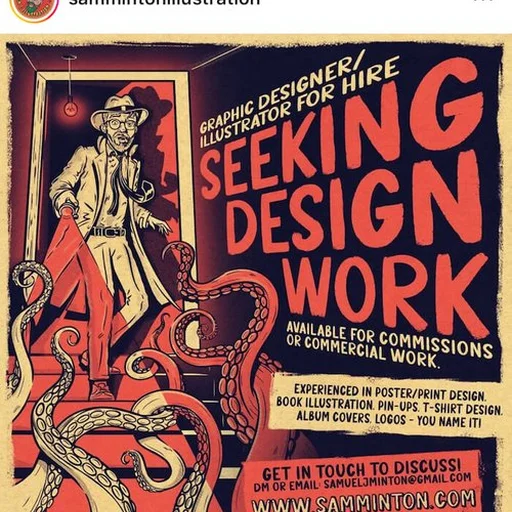 sammintonillustration
GRAPHIC DESIGNER/
ILLUSTRATOR FOR HIRE
SEEKING
DESIGN
WORK
AVAILABLE FOR COMMISSIONS
OR COMMERCIAL WORK.
EXPERIENCED IN POSTER/PRINT DESIGN.
BOOK ILLUSTRATION. PIN-UPS. T-SHIRT DESIGN.
ALBUM COVERS. LOGOS - YOU NAME IT!
GET IN TOUCH TO DISCUSS!
DM OR EMAIL: SAMUELJMINTON@GMAIL.COM
WWW.SAMMINTON.COM